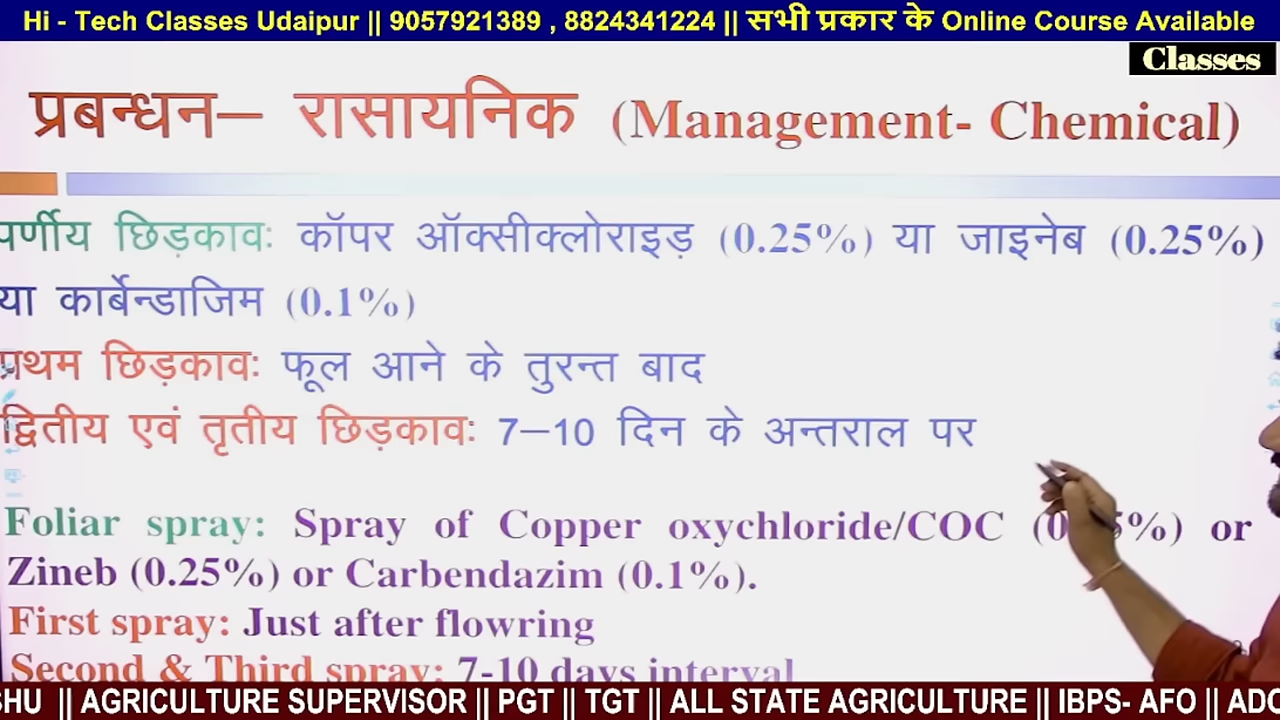 Hi - Tech Classes Udaipur || 9057921389 , 8824341224 || सभी प्रकार के Online Course Available
Classes
प्रबन्धन– रासायनिक (Management- Chemical)
पर्णीय छिड़कावः कॉपर ऑक्सीक्लोराइड़ (0.25%) या जाइनेब (0.25%)
या कार्बेन्डाजिम (0.1%)
प्रथम छिड़कावः फूल आने के तुरन्त बाद
द्वितीय एवं तृतीय छिड़कावः 7–10 दिन के अन्तराल पर
Foliar spray: Spray of Copper oxychloride/COC or
Zineb (0.25%) or Carbendazim (0.1%).
First spray: Just after flowring
Second & Third spray: 7-10 days interval
|| AGRICULTURE SUPERVISOR || PGT || TGT || ALL STATE AGRICULTURE || IBPS- AFO ||